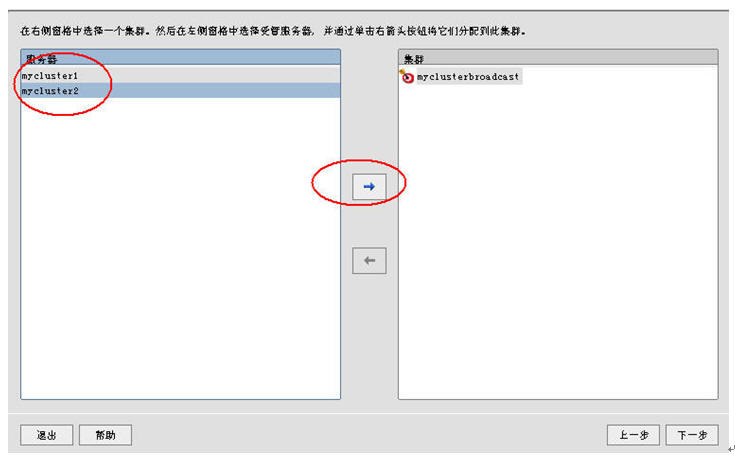 在右侧窗格中选择一个集群。然后在左侧窗格中选择受管服务器, 并通过单击右箭头按钮将它们分配到此集群。
服务器
集群
mycluster1
myclusterbroadcast
mycluster2
退出
帮助
上一步
下一步